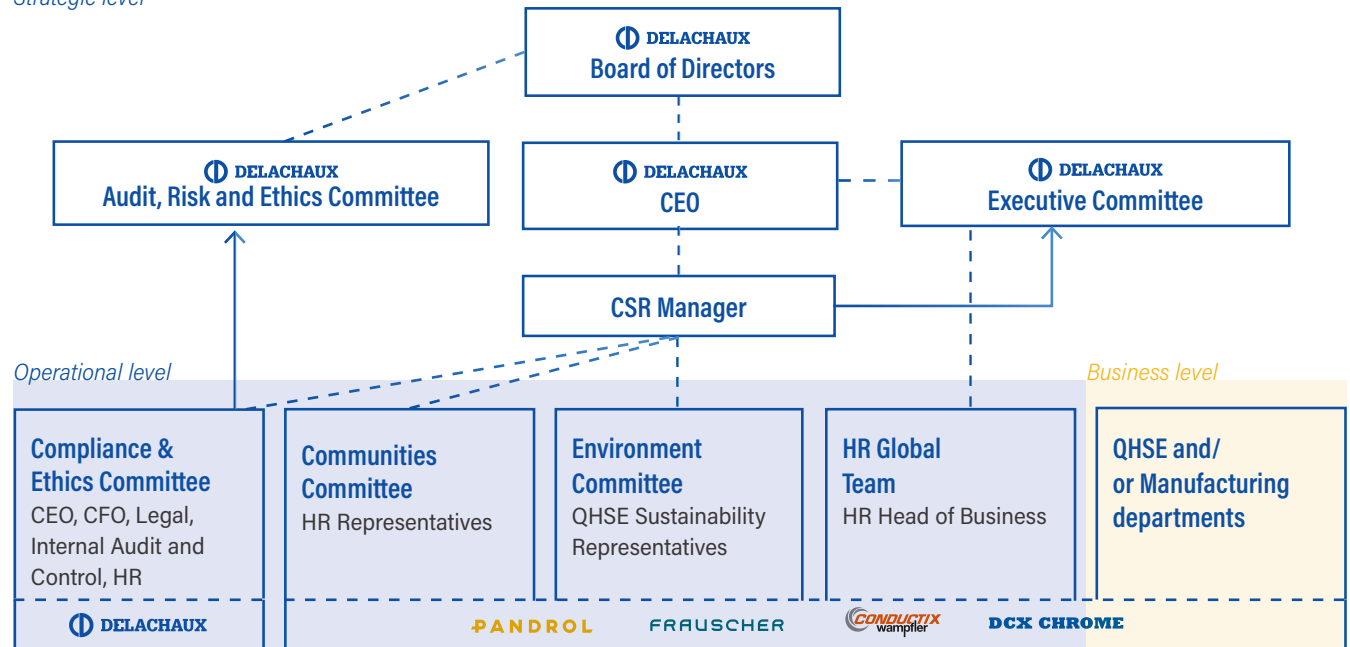 Strategic level
DELACHAUX
Board of Directors
DELACHAUX
Audit, Risk and Ethics Committee
DELACHAUX
CEO
DELACHAUX
Executive Committee
CSR Manager
Operational level
Business level
Compliance &
Ethics Committee
CEO, CFO, Legal,
Internal Audit and
Control, HR
Communities
Committee
HR Representatives
Environment
Committee
QHSE Sustainability
Representatives
HR Global
Team
HR Head of Business
QHSE and/
or Manufacturing
departments
DELACHAUX
PANDROL
FRAUSCHER
CONDUCTIX
wampfler
DCX CHROME